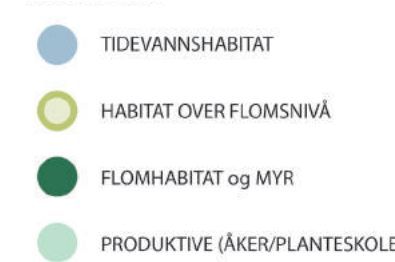 TIDEVANNSHABITAT
HABITAT OVER FLOMSNIVÅ
FLOMHABITAT og MYR
PRODUKTIVE (ÅKER/PLANTESKOLE